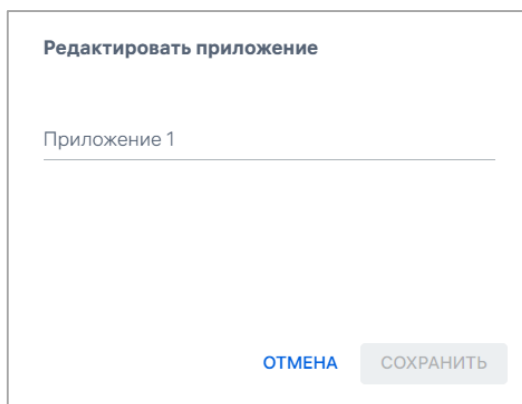 Редактировать приложение
Приложение 1
ОТМЕНА СОХРАНИТЬ